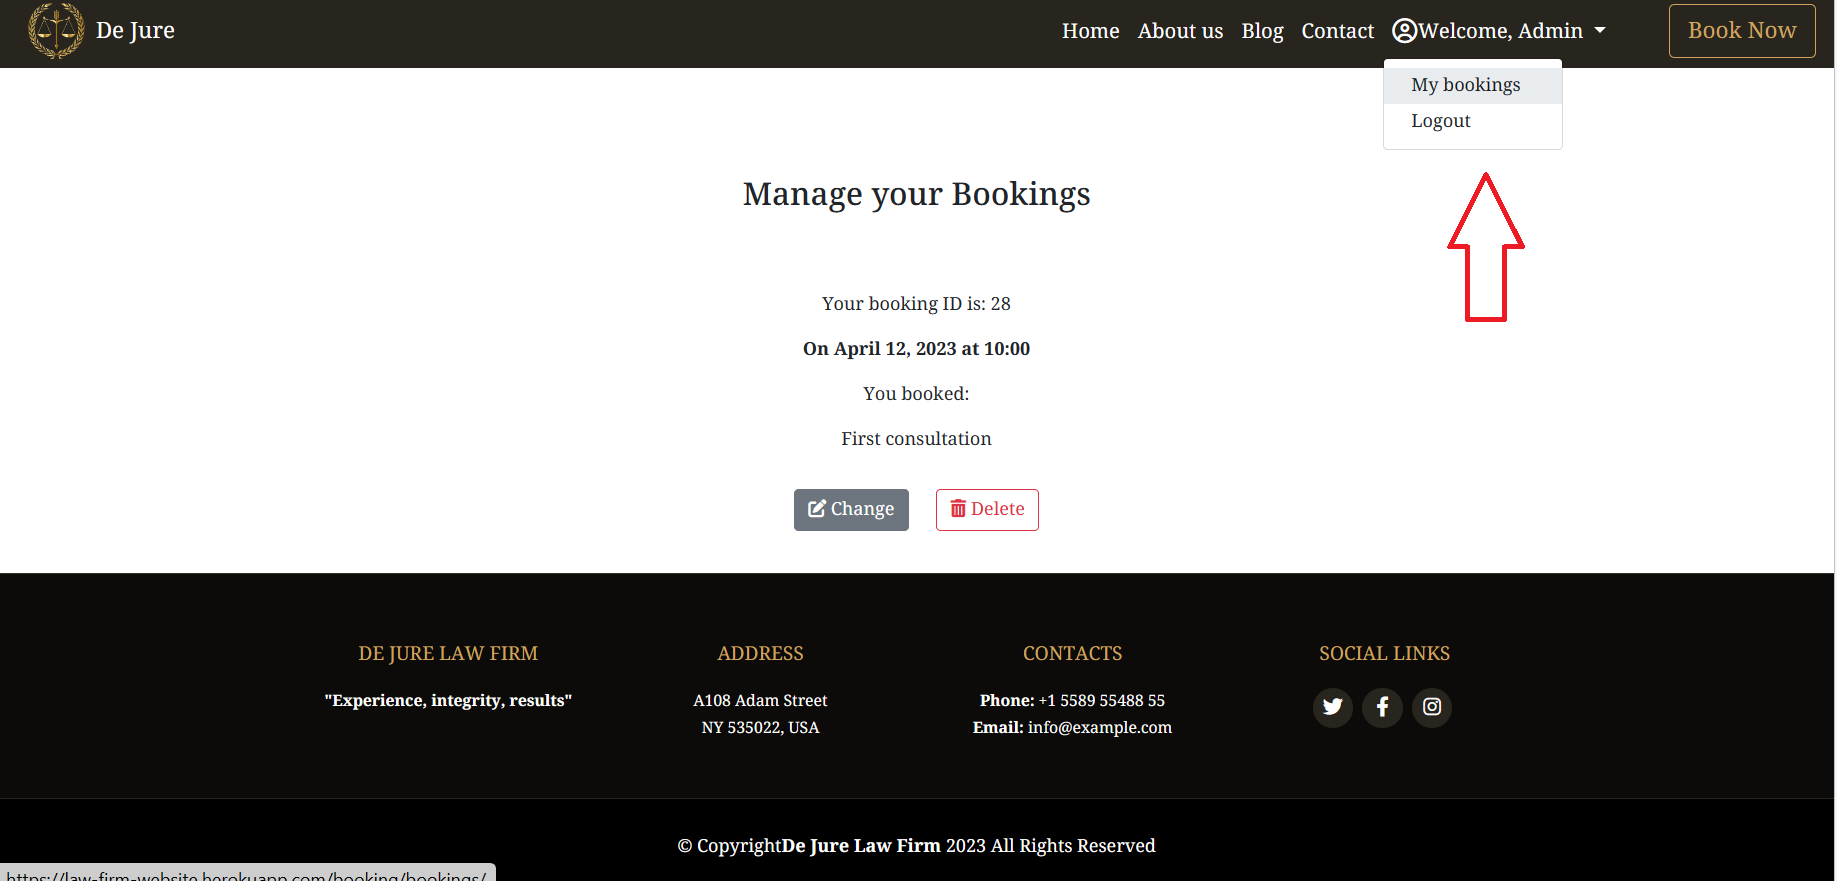 De Jure
Home About us Blog Contact Welcome, Admin Book Now
My bookings
Logout
Manage your Bookings
Your booking ID is: 28
On April 12, 2023 at 10:00
You booked:
First consultation
Change Delete
DE JURE LAW FIRM
"Experience, integrity, results"
ADDRESS
A108 Adam Street
NY 535022, USA
CONTACTS
Phone: +1 5589 55488 55
Email: info@example.com
SOCIAL LINKS
© CopyrightDe Jure Law Firm 2023 All Rights Reserved
https://law-firm-website.herokuapp.com/booking/bookings/